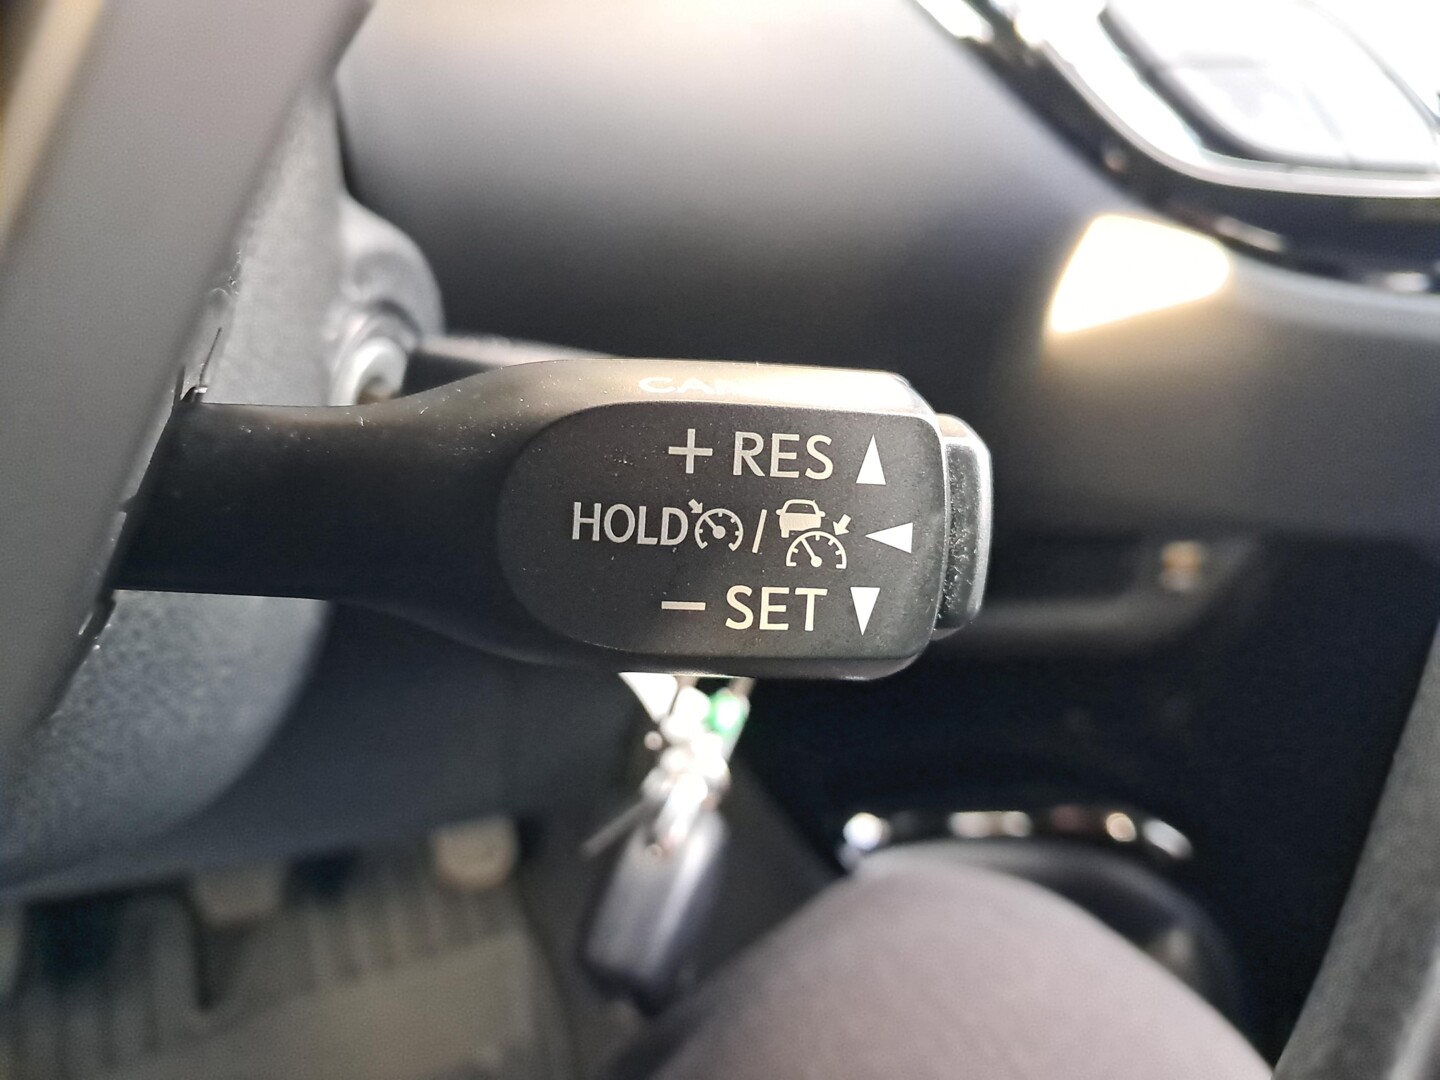 + RES
HOLD /
− SET